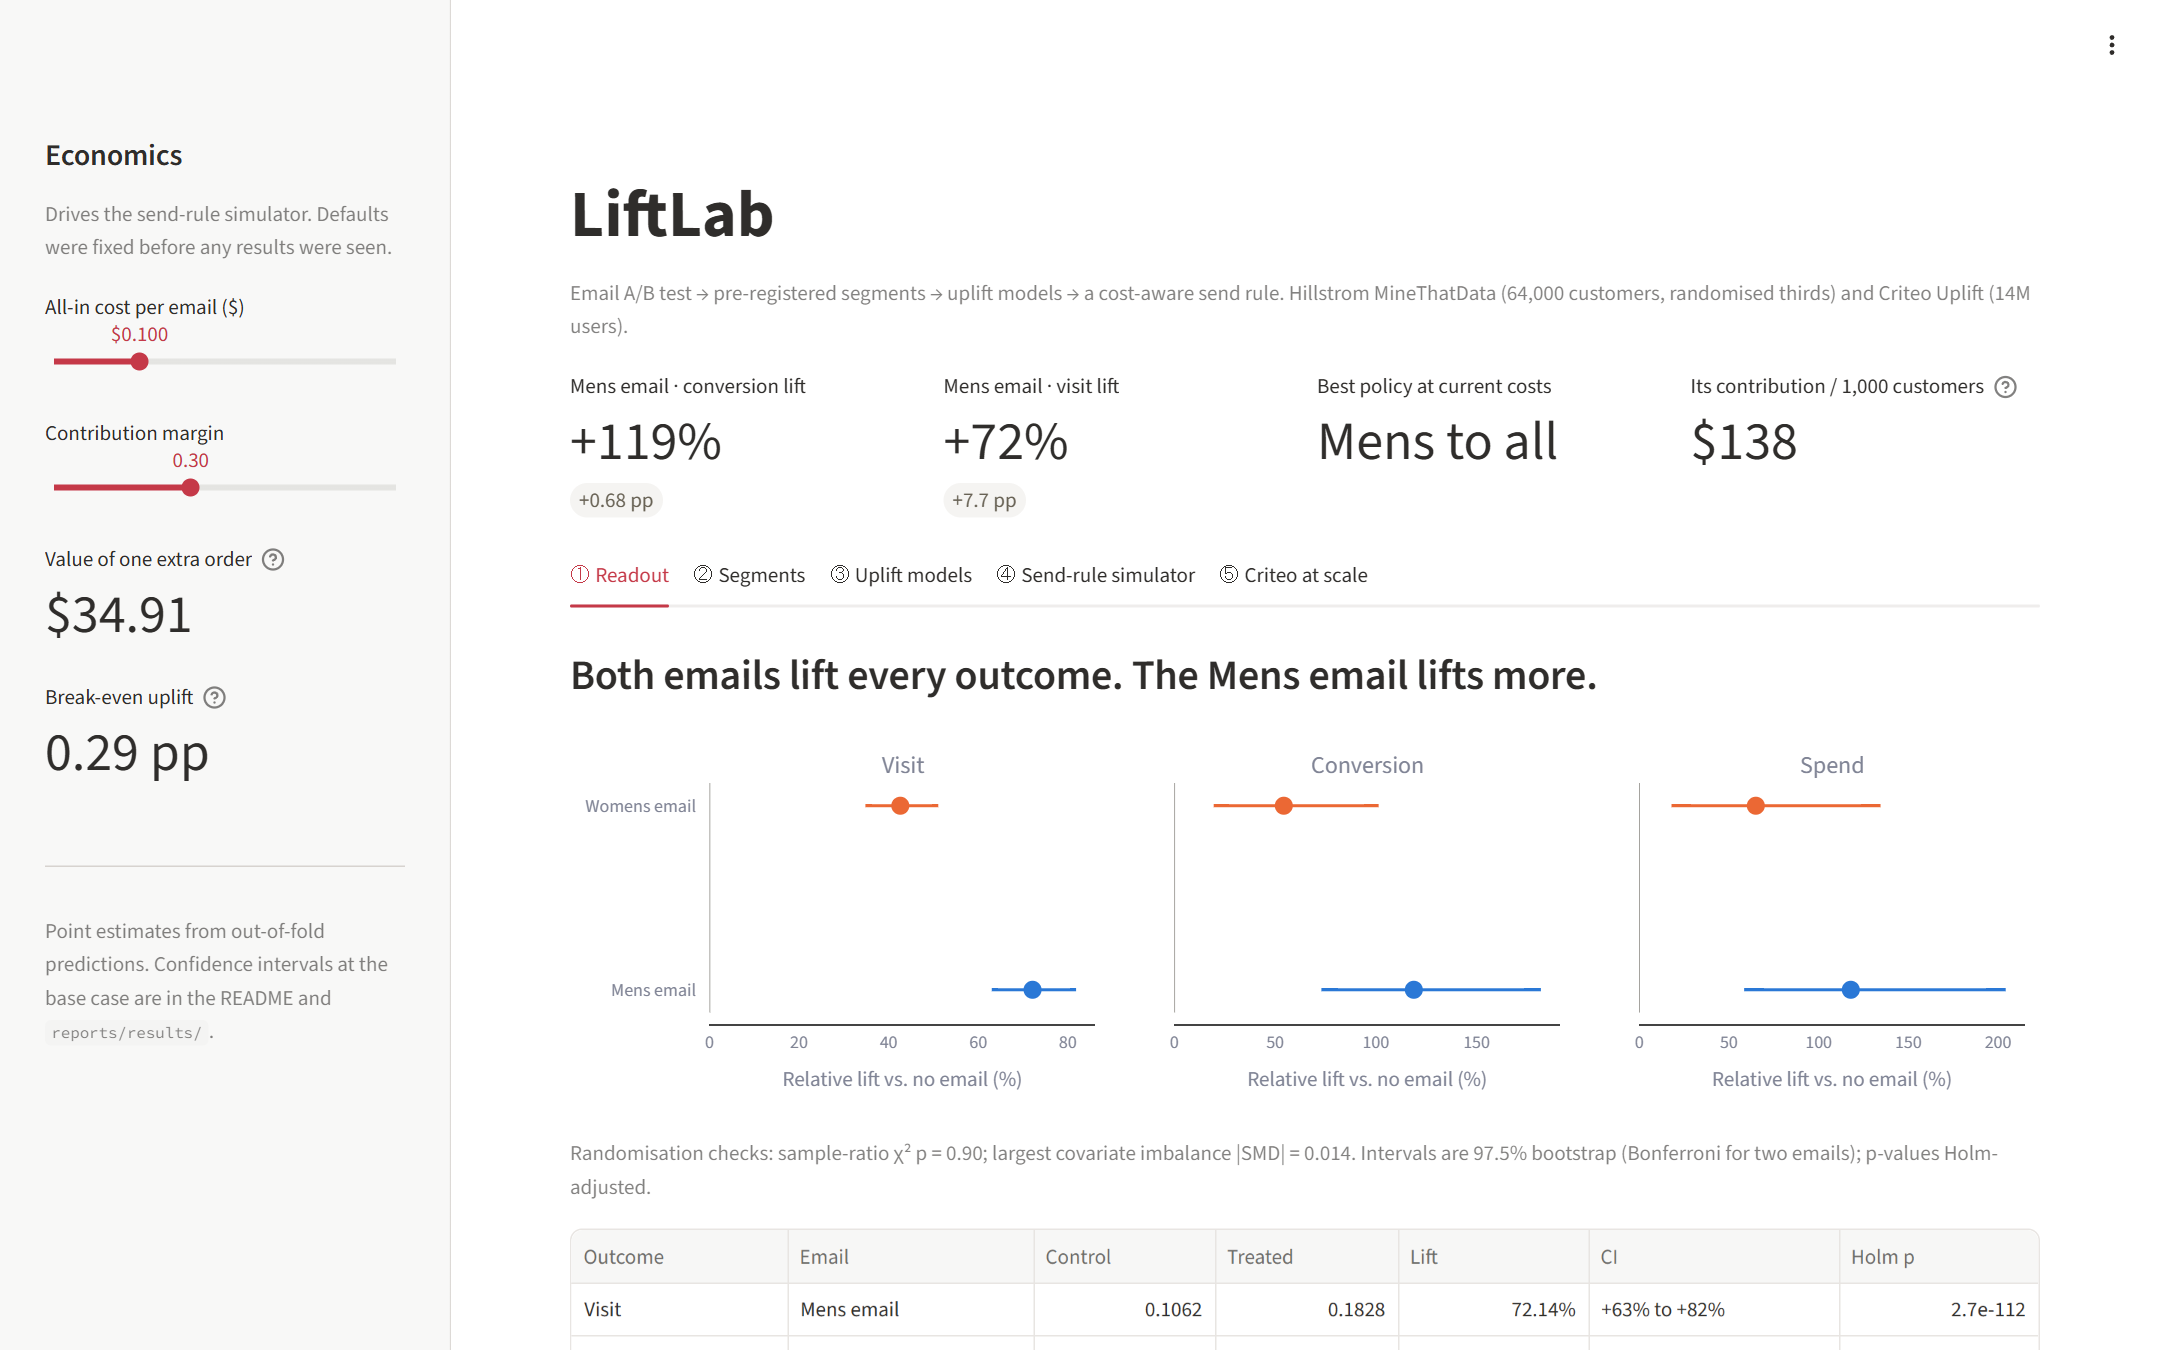 Economics
Drives the send-rule simulator. Defaults
were fixed before any results were seen.
All-in cost per email ($)
$0.100
Contribution margin
0.30
Value of one extra order
$34.91
Break-even uplift
0.29 pp
Point estimates from out-of-fold
predictions. Confidence intervals at the
base case are in the README and
reports/results/ .
LiftLab
Email A/B test → pre-registered segments → uplift models → a cost-aware send rule. Hillstrom MineThatData (64,000 customers, randomised thirds) and Criteo Uplift (14M
users).
Mens email · conversion lift
+119%
+0.68 pp
Mens email · visit lift
+72%
+7.7 pp
Best policy at current costs
Mens to all
Its contribution / 1,000 customers
$138
① Readout ② Segments ③ Uplift models ④ Send-rule simulator ⑤ Criteo at scale
Both emails lift every outcome. The Mens email lifts more.
Visit Conversion Spend
Womens email
Mens email
0 20 40 60 80 0 50 100 150 0 50 100 150 200
Relative lift vs. no email (%) Relative lift vs. no email (%) Relative lift vs. no email (%)
Randomisation checks: sample-ratio χ² p = 0.90; largest covariate imbalance |SMD| = 0.014. Intervals are 97.5% bootstrap (Bonferroni for two emails); p-values Holm-
adjusted.
Outcome Email Control Treated Lift CI Holm p
Visit Mens email 0.1062 0.1828 72.14% +63% to +82% 2.7e-112